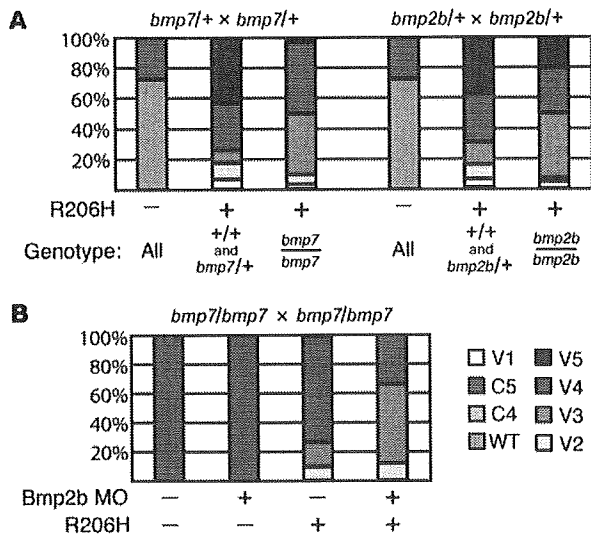 A
bmp7/+ × bmp7/+
bmp2b/+ × bmp2b/+
100%
80%
60%
40%
20%
R206H − + + − + +
Genotype: All +/+ and bmp7/+ bmp7/bmp7 All +/+ and bmp2b/+ bmp2b/bmp2b
B
bmp7/bmp7 × bmp7/bmp7
100%
80%
60%
40%
20%
Bmp2b MO − + − +
R206H − − + +
V1 V5
C5 V4
C4 V3
WT V2